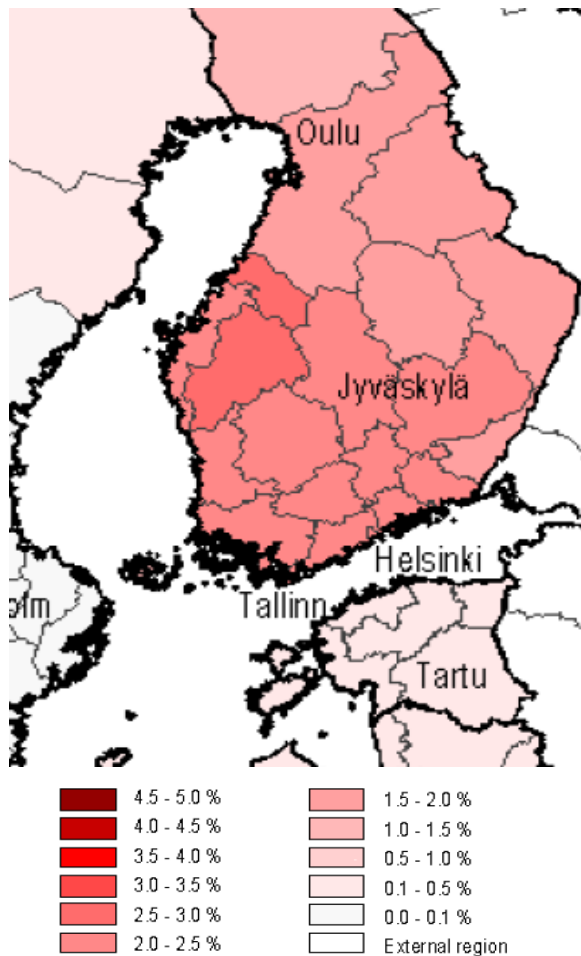 Oulu
Jyväskylä
Helsinki
olm
Tallinn
Tartu
4.5 - 5.0 %
4.0 - 4.5 %
3.5 - 4.0 %
3.0 - 3.5 %
2.5 - 3.0 %
2.0 - 2.5 %
1.5 - 2.0 %
1.0 - 1.5 %
0.5 - 1.0 %
0.1 - 0.5 %
0.0 - 0.1 %
External region